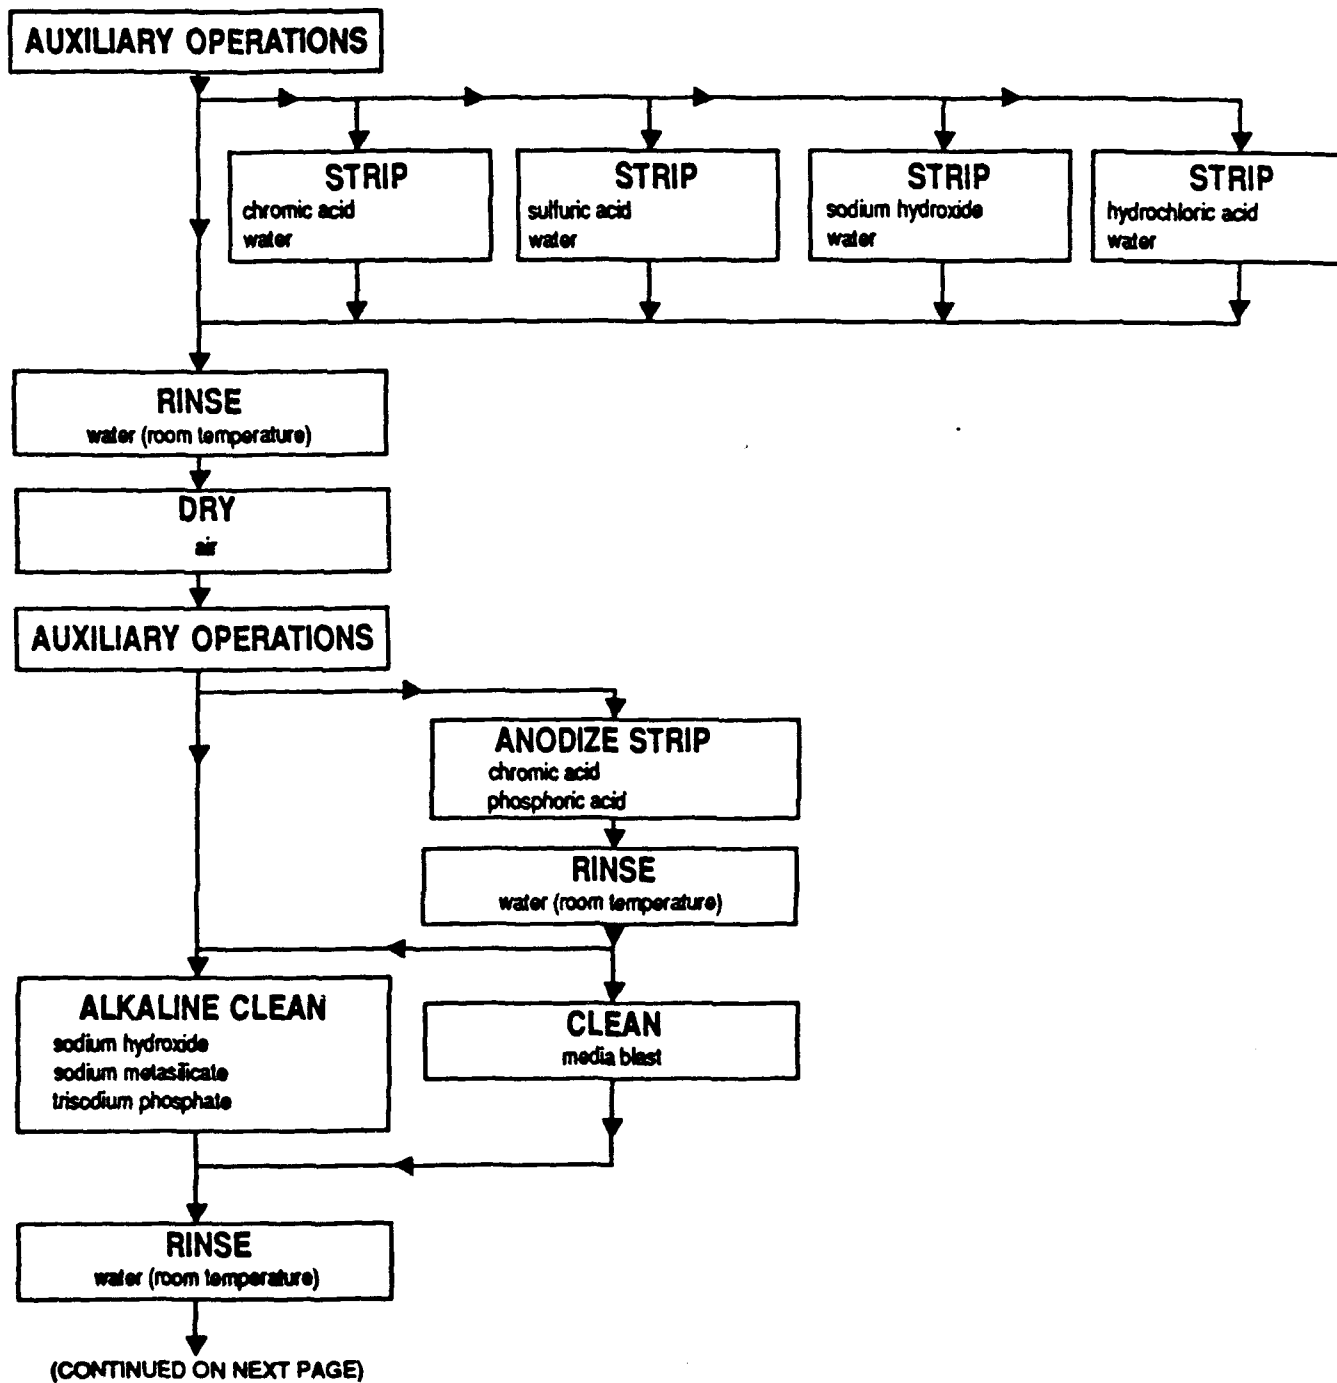 AUXILIARY OPERATIONS
STRIP
chromic acid
water
STRIP
sulfuric acid
water
STRIP
sodium hydroxide
water
STRIP
hydrochloric acid
water
RINSE
water (room temperature)
DRY
air
AUXILIARY OPERATIONS
ANODIZE STRIP
chromic acid
phosphoric acid
RINSE
water (room temperature)
ALKALINE CLEAN
sodium hydroxide
sodium metasilicate
trisodium phosphate
CLEAN
media blast
RINSE
water (room temperature)
(CONTINUED ON NEXT PAGE)